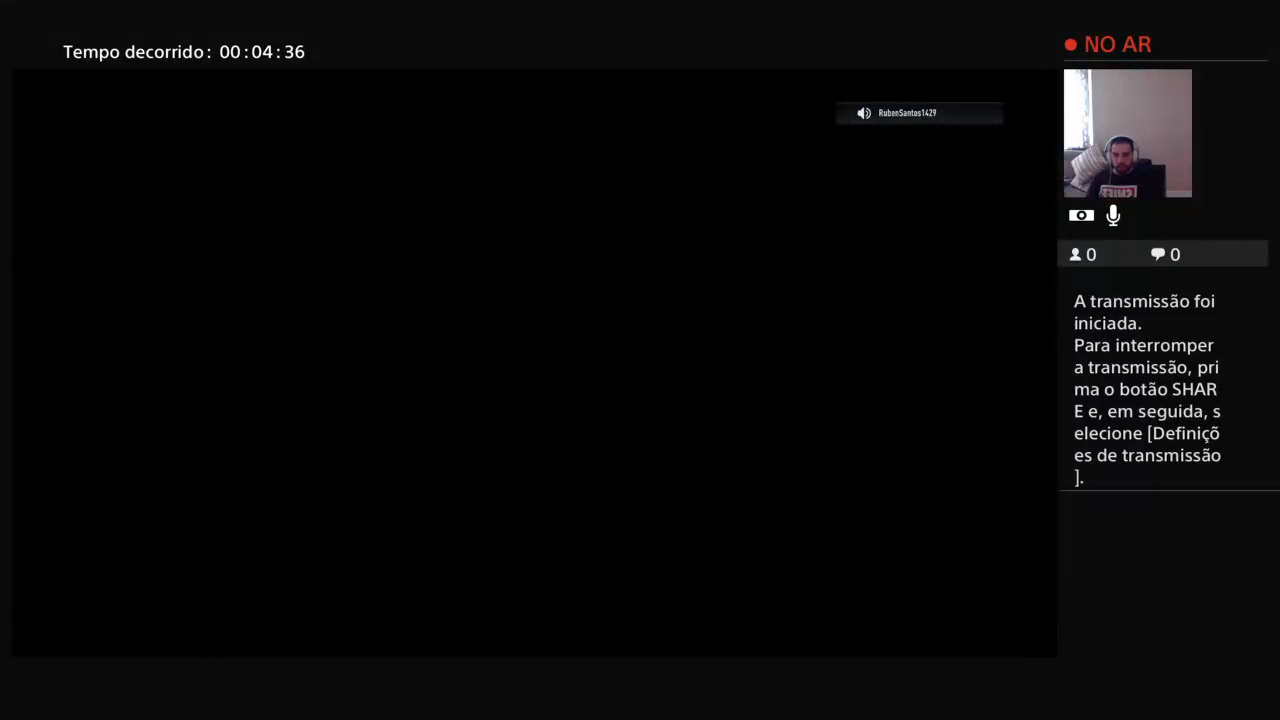 Tempo decorrido: 00:04:36
NO AR
RubenSantos1429
0
0
A transmissão foi
iniciada.
Para interromper
a transmissão, pri
ma o botão SHAR
E e, em seguida, s
elecione [Definiçõ
es de transmissão
].